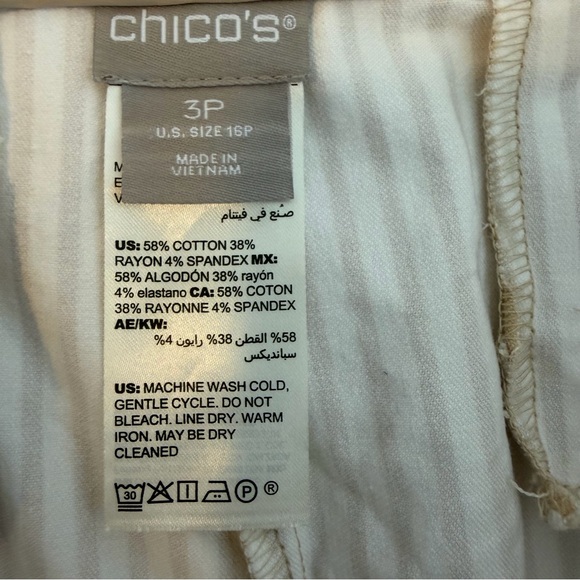 chico's®
3P
U.S. SIZE 16P
MADE IN
VIETNAM
M
E
V
صنع في فيتنام
US: 58% COTTON 38%
RAYON 4% SPANDEX MX:
58% ALGODÓN 38% rayón
4% elastano CA: 58% COTON
38% RAYONNE 4% SPANDEX
AE/KW:
58% القطن 38% رايون 4%
سبانديكس
US: MACHINE WASH COLD,
GENTLE CYCLE. DO NOT
BLEACH. LINE DRY. WARM
IRON. MAY BE DRY
CLEANED
30 P ®